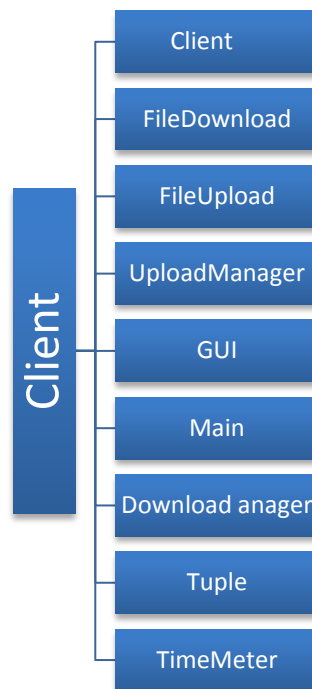 Client
Client
FileDownload
FileUpload
UploadManager
GUI
Main
Download anager
Tuple
TimeMeter